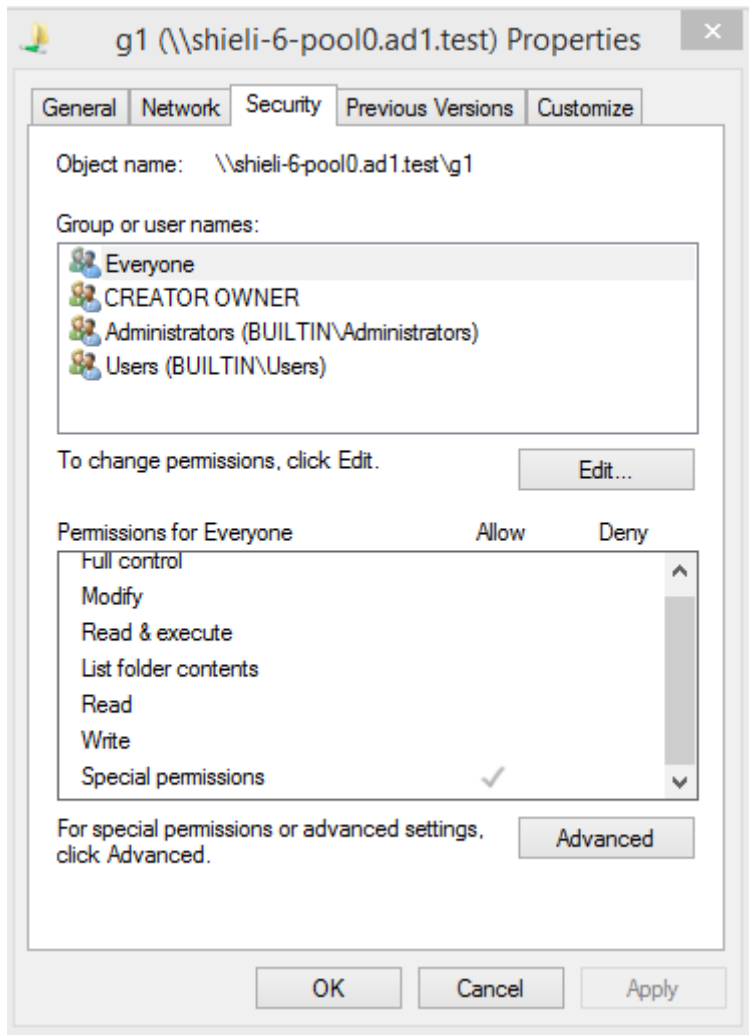 g1 (\\shieli-6-pool0.ad1.test) Properties
General Network Security Previous Versions Customize
Object name: \\shieli-6-pool0.ad1.test\g1
Group or user names:
Everyone
CREATOR OWNER
Administrators (BUILTIN\Administrators)
Users (BUILTIN\Users)
To change permissions, click Edit.
Edit...
Permissions for Everyone Allow Deny
Full control
Modify
Read & execute
List folder contents
Read
Write
Special permissions
For special permissions or advanced settings,
click Advanced.
Advanced
OK Cancel Apply